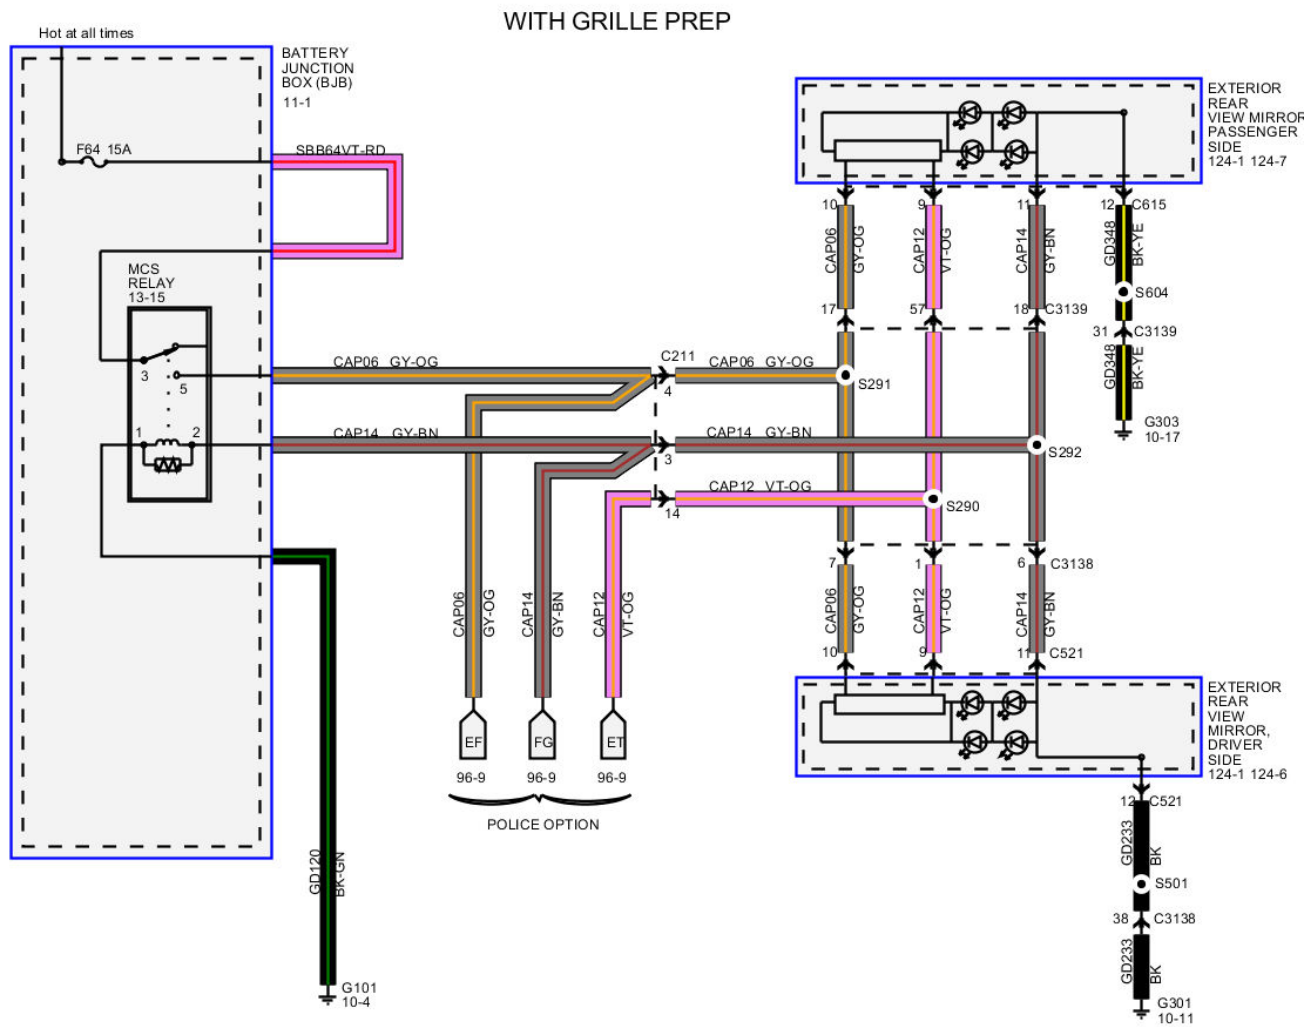 WITH GRILLE PREP
Hot at all times
BATTERY
JUNCTION
BOX (BJB)
11-1
F64 15A
SBB64VT-RD
MCS
RELAY
13-15
3
5
1
2
CAP06 GY-OG
C211
CAP06 GY-OG
4
S291
CAP14 GY-BN
CAP14 GY-BN
3
S292
CAP12 VT-OG
14
S290
EXTERIOR
REAR
VIEW MIRROR
PASSENGER
SIDE
124-1 124-7
10
9
11
12
C615
CAP06
GY-OG
CAP12
VT-OG
CAP14
GY-BN
GD348
BK-YE
S604
17
57
18
C3139
31
C3139
GD348
BK-YE
G303
10-17
7
1
6
C3138
CAP06
GY-OG
CAP12
VT-OG
CAP14
GY-BN
10
9
11
C521
CAP06
GY-OG
CAP14
GY-BN
CAP12
VT-OG
EF
FG
ET
96-9
96-9
96-9
POLICE OPTION
EXTERIOR
REAR
VIEW
MIRROR,
DRIVER
SIDE
124-1 124-6
12
C521
GD233
BK
S501
38
C3138
GD233
BK
G301
10-11
GD120
BK-GN
G101
10-4